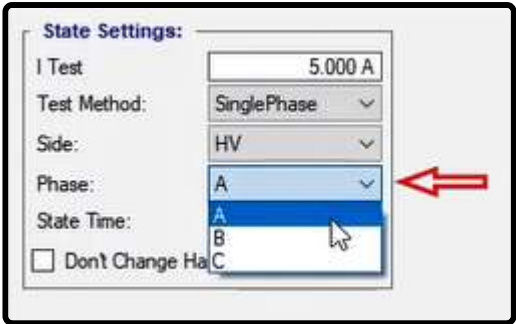 State Settings:
I Test 5.000 A
Test Method: SinglePhase
Side: HV
Phase: A
A
State Time:
B
Don't Change Ha
C